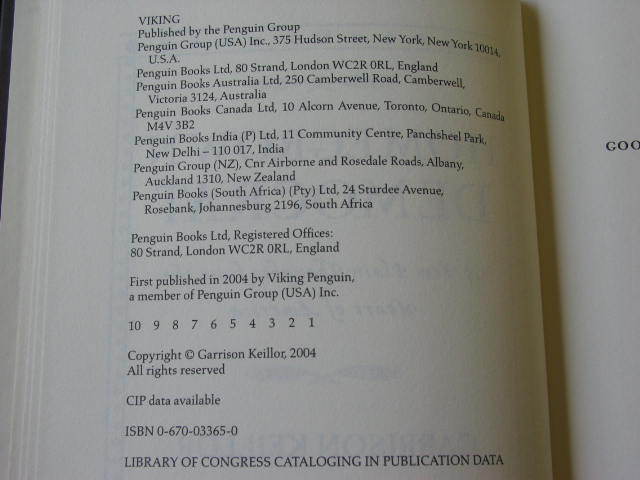 VIKING
Published by the Penguin Group
Penguin Group (USA) Inc., 375 Hudson Street, New York, New York 10014,
U.S.A.
Penguin Books Ltd, 80 Strand, London WC2R 0RL, England
Penguin Books Australia Ltd, 250 Camberwell Road, Camberwell,
Victoria 3124, Australia
Penguin Books Canada Ltd, 10 Alcorn Avenue, Toronto, Ontario, Canada
M4V 3B2
Penguin Books India (P) Ltd, 11 Community Centre, Panchsheel Park,
New Delhi – 110 017, India
Penguin Group (NZ), Cnr Airborne and Rosedale Roads, Albany,
Auckland 1310, New Zealand
Penguin Books (South Africa) (Pty) Ltd, 24 Sturdee Avenue,
Rosebank, Johannesburg 2196, South Africa
Penguin Books Ltd, Registered Offices:
80 Strand, London WC2R 0RL, England
First published in 2004 by Viking Penguin,
a member of Penguin Group (USA) Inc.
10 9 8 7 6 5 4 3 2 1
Copyright © Garrison Keillor, 2004
All rights reserved
CIP data available
ISBN 0-670-03365-0
LIBRARY OF CONGRESS CATALOGING IN PUBLICATION DATA
GOO